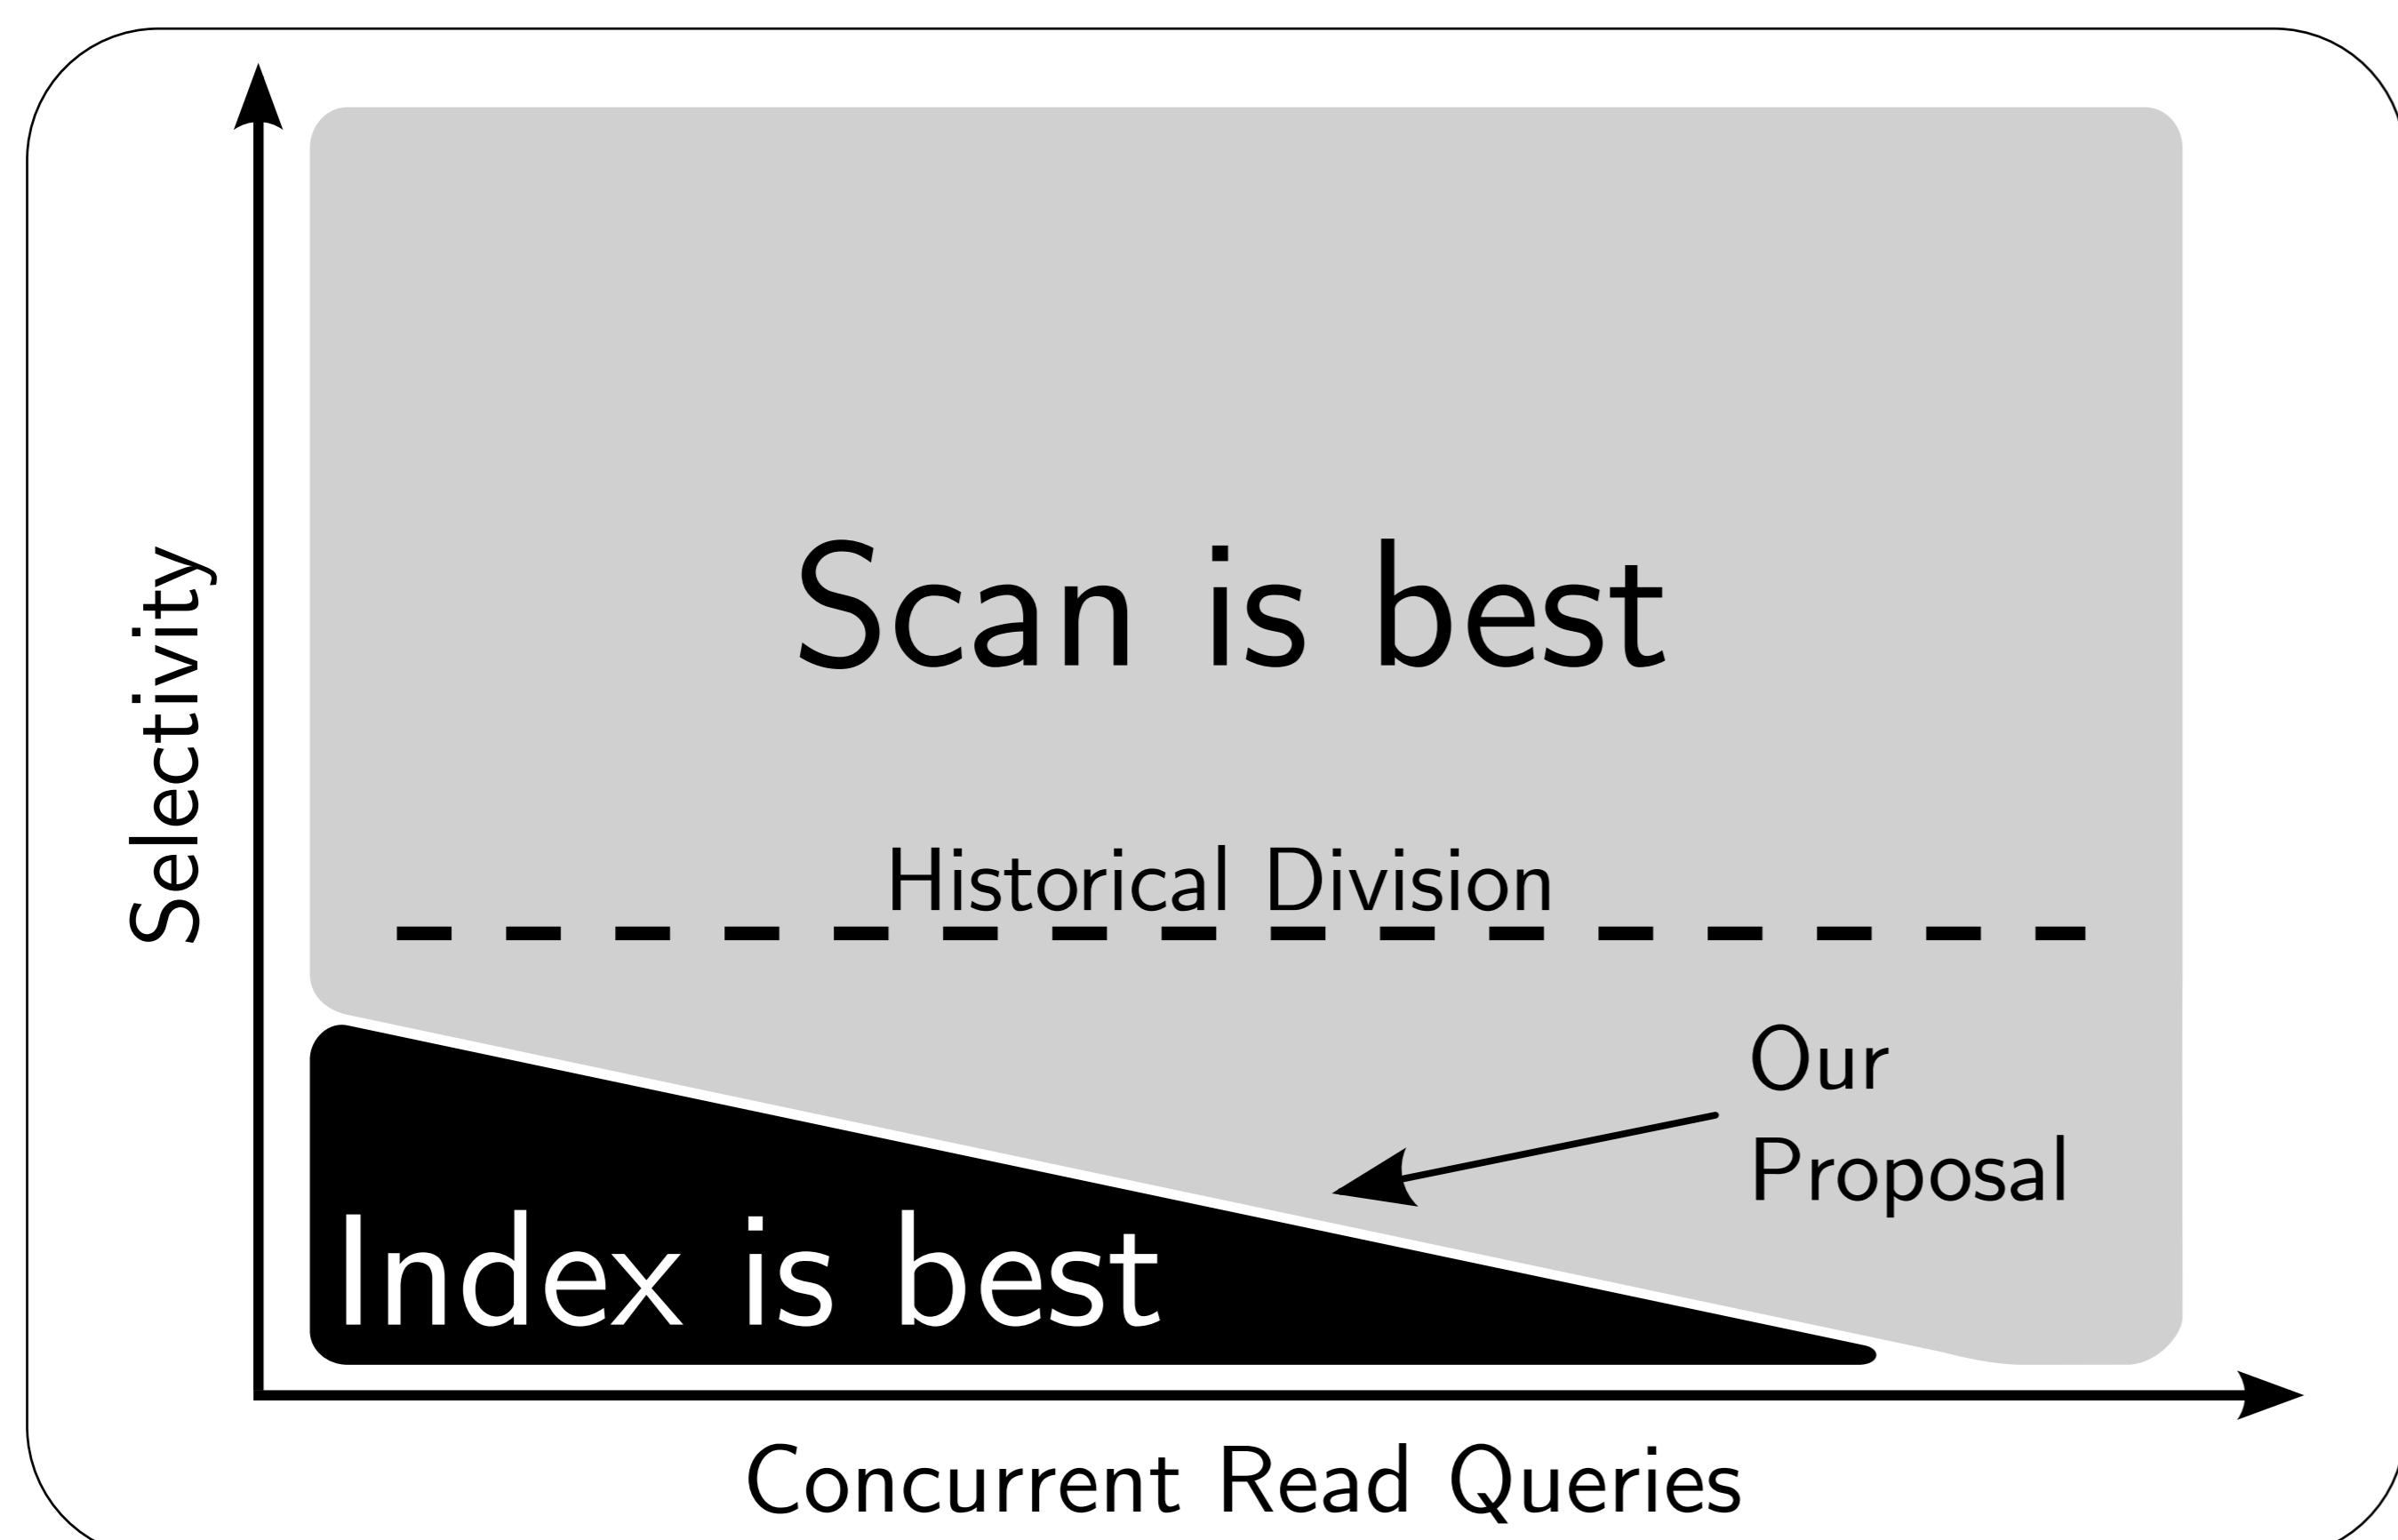 Selectivity
Scan is best
Historical Division
Our
Proposal
Index is best
Concurrent Read Queries